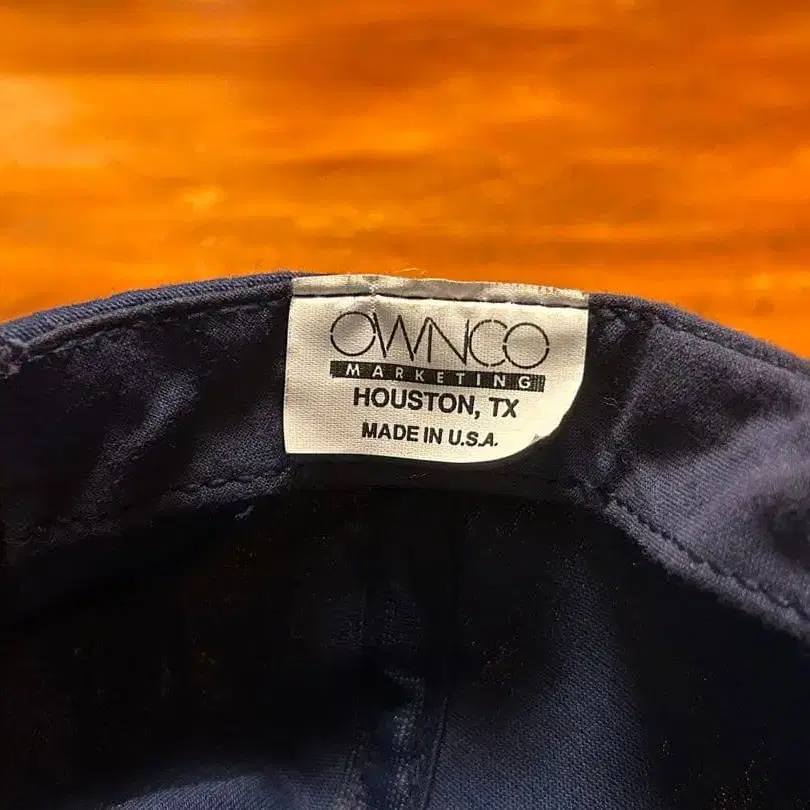 OWNCO
MARKETING
HOUSTON, TX
MADE IN U.S.A.